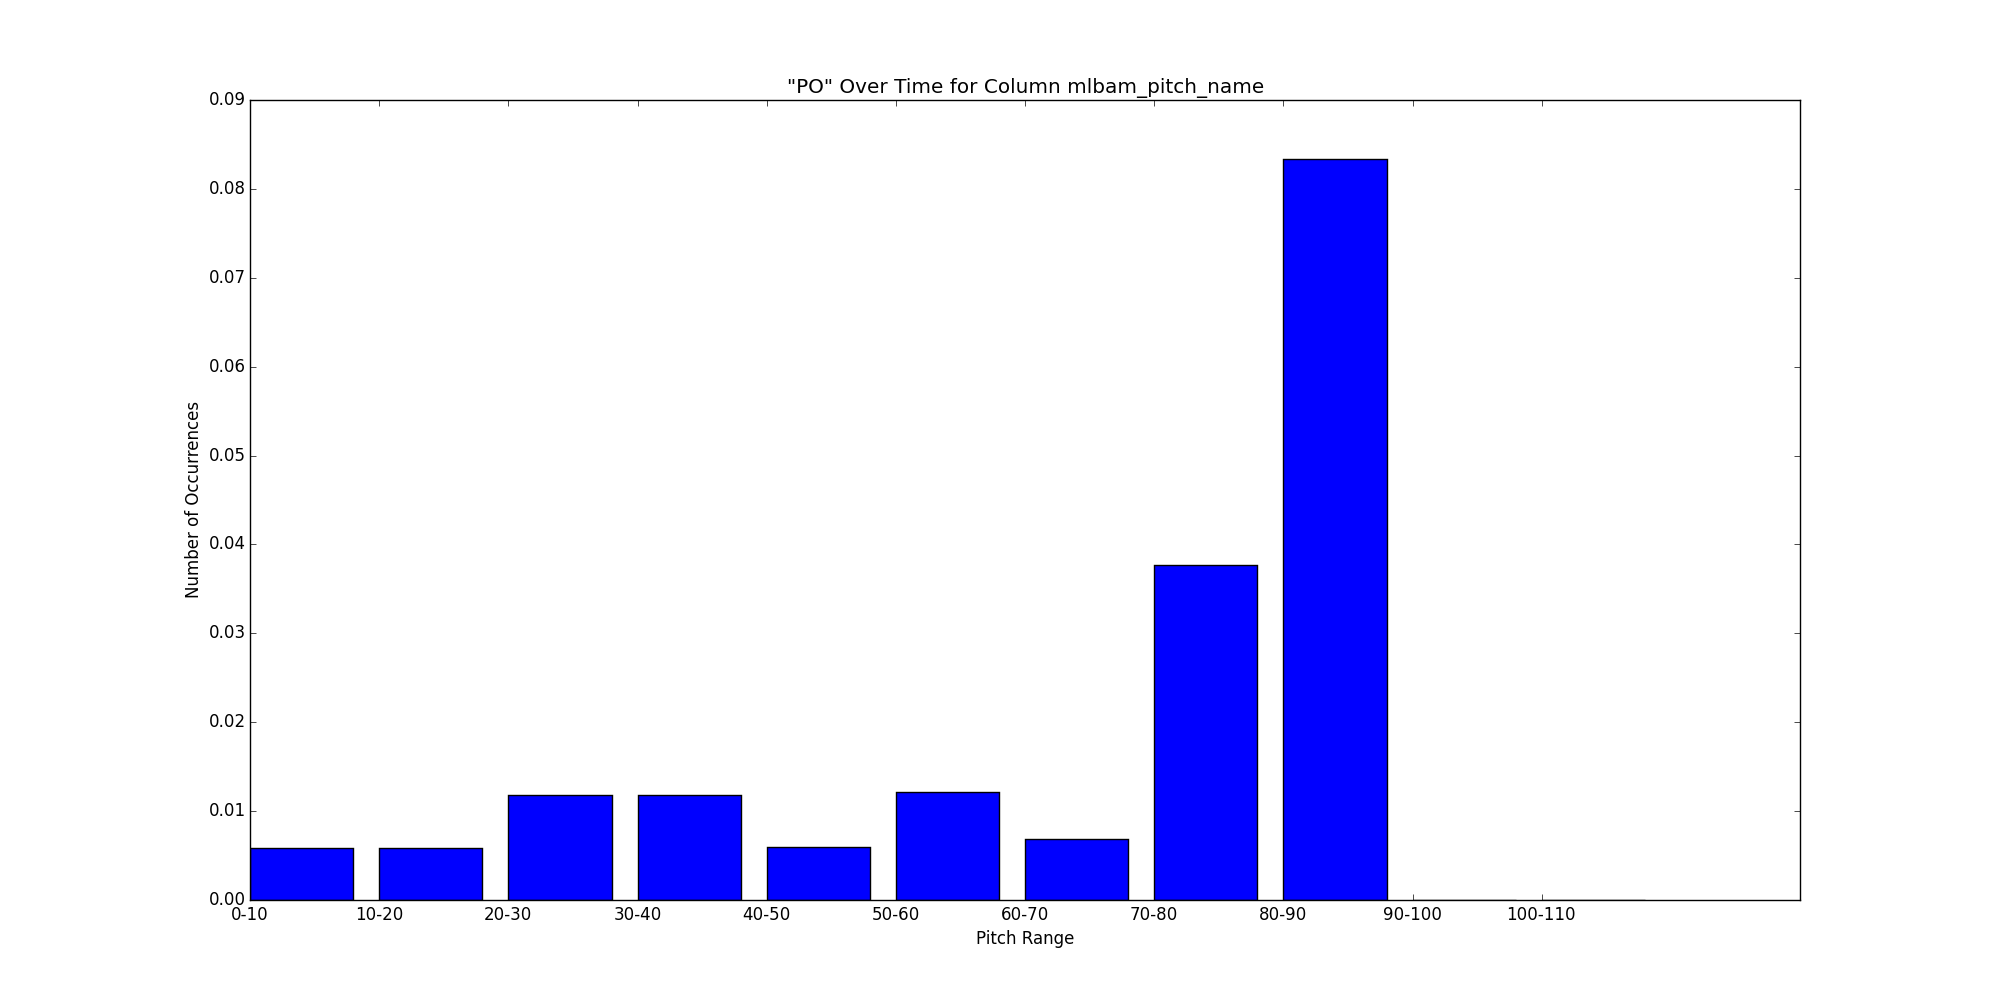 "PO" Over Time for Column mlbam_pitch_name
0.09
0.08
0.07
0.06
0.05
0.04
0.03
0.02
0.01
0.00
Number of Occurrences
0-10 10-20 20-30 30-40 40-50 50-60 60-70 70-80 80-90 90-100 100-110
Pitch Range